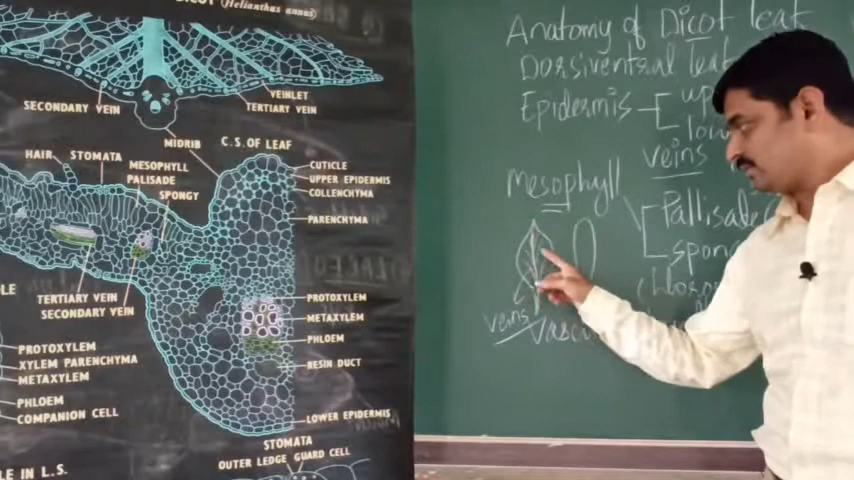 (Helianthus annus)
SECONDARY VEIN
VEINLET
TERTIARY VEIN
MIDRIB
C.S. OF LEAF
HAIR
STOMATA
MESOPHYLL
PALISADE
SPONGY
CUTICLE
UPPER EPIDERMIS
COLLENCHYMA
PARENCHYMA
TERTIARY VEIN
SECONDARY VEIN
PROTOXYLEM
METAXYLEM
PHLOEM
RESIN DUCT
PROTOXYLEM
XYLEM PARENCHYMA
METAXYLEM
PHLOEM
COMPANION CELL
LOWER EPIDERMIS
STOMATA
OUTER LEDGE GUARD CELL
IN L.S.
Anatomy of Dicot leaf
Dorsiventral leaf
Epidermis
veins
Mesophyll
Pallisade
veins